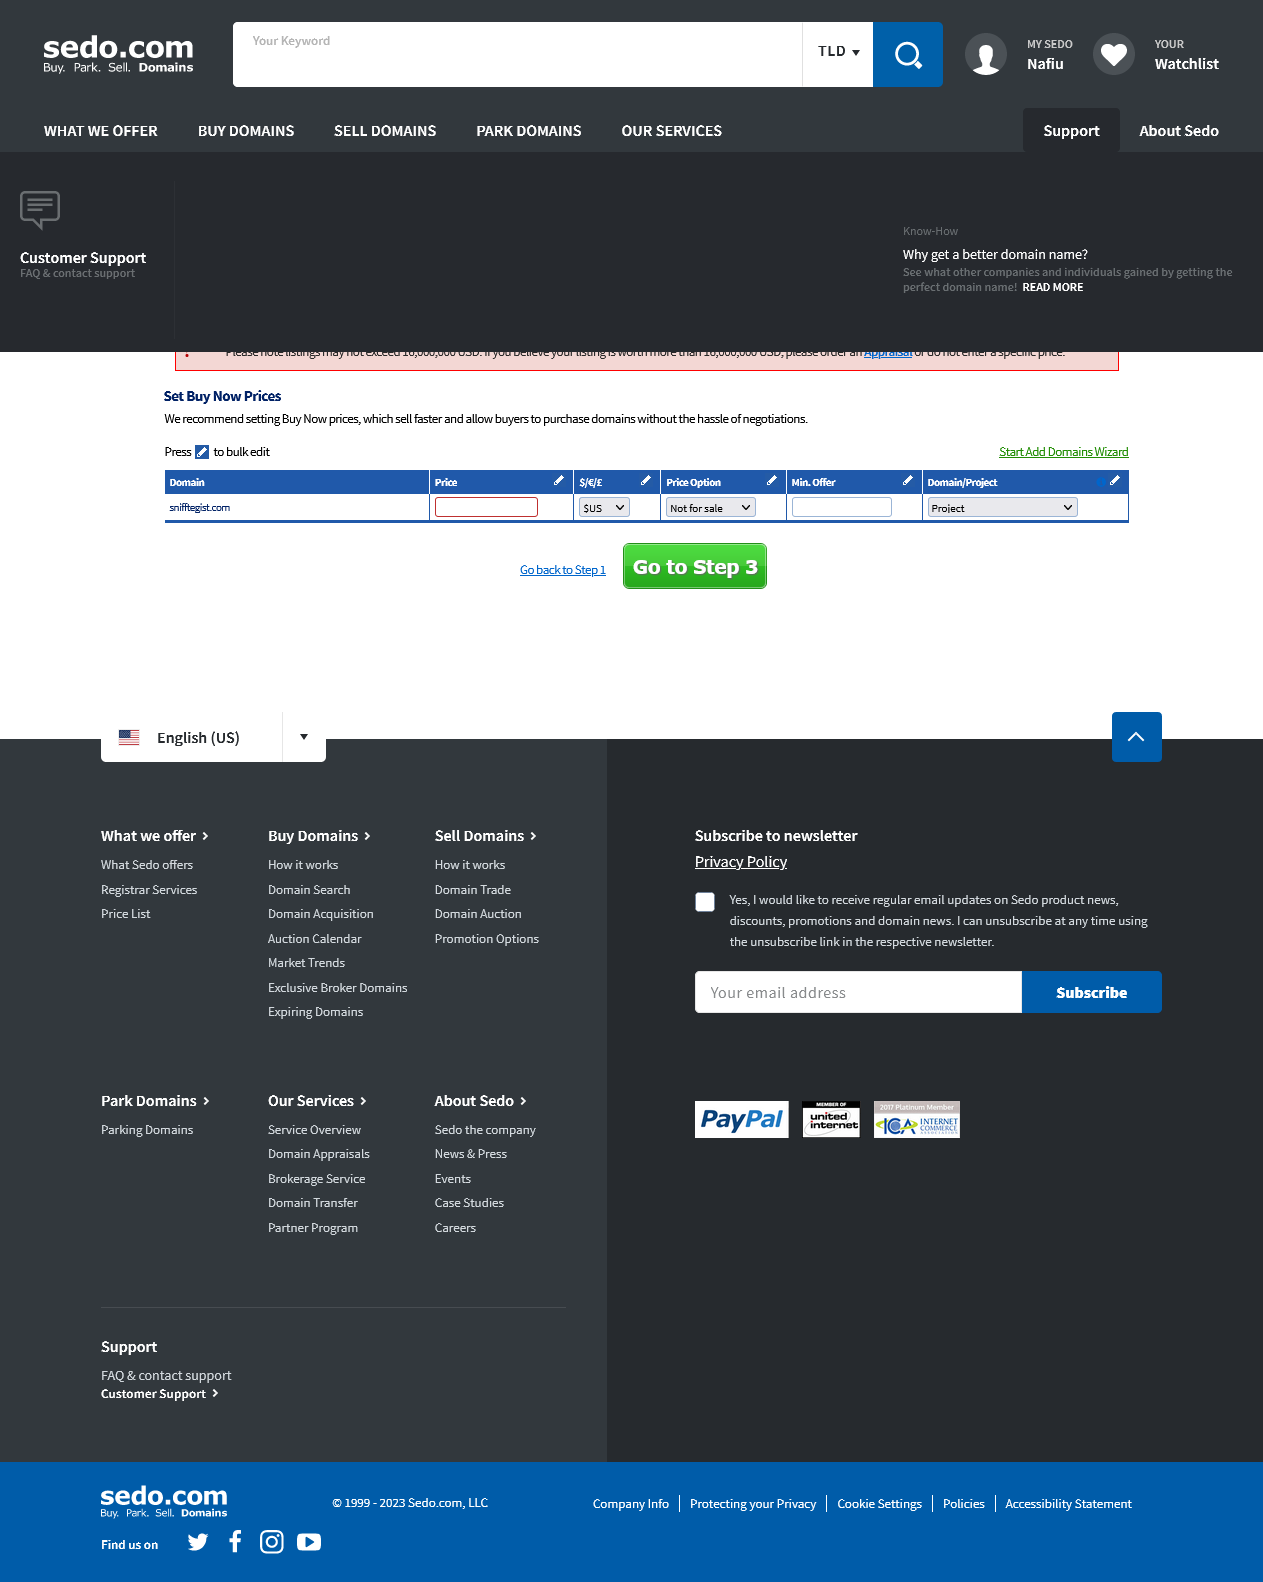 sedo.com
Buy. Park. Sell. Domains
Your Keyword
TLD
MY SEDO
Nafiu
YOUR
Watchlist
WHAT WE OFFER
BUY DOMAINS
SELL DOMAINS
PARK DOMAINS
OUR SERVICES
Support
About Sedo
Customer Support
FAQ & contact support
Know-How
Why get a better domain name?
See what other companies and individuals gained by getting the
perfect domain name! READ MORE
Please note listings may not exceed 10,000,000 USD. If you believe your listing is worth more than 10,000,000 USD, please order an Appraisal or do not enter a specific price.
Set Buy Now Prices
We recommend setting Buy Now prices, which sell faster and allow buyers to purchase domains without the hassle of negotiations.
Press to bulk edit
Start Add Domains Wizard
Domain Price $/€/£ Price Option Min. Offer Domain/Project
snifftegist.com $US Not for sale Project
Go back to Step 1
Go to Step 3
English (US)
What we offer
What Sedo offers
Registrar Services
Price List
Buy Domains
How it works
Domain Search
Domain Acquisition
Auction Calendar
Market Trends
Exclusive Broker Domains
Expiring Domains
Sell Domains
How it works
Domain Trade
Domain Auction
Promotion Options
Subscribe to newsletter
Privacy Policy
Yes, I would like to receive regular email updates on Sedo product news,
discounts, promotions and domain news. I can unsubscribe at any time using
the unsubscribe link in the respective newsletter.
Your email address
Subscribe
Park Domains
Parking Domains
Our Services
Service Overview
Domain Appraisals
Brokerage Service
Domain Transfer
Partner Program
About Sedo
Sedo the company
News & Press
Events
Case Studies
Careers
PayPal
MEMBER OF
united
internet
2017 Platinum Member
ICA INTERNET
COMMERCE
ASSOCIATION
Support
FAQ & contact support
Customer Support
sedo.com
Buy. Park. Sell. Domains
© 1999 - 2023 Sedo.com, LLC
Company Info
Protecting your Privacy
Cookie Settings
Policies
Accessibility Statement
Find us on